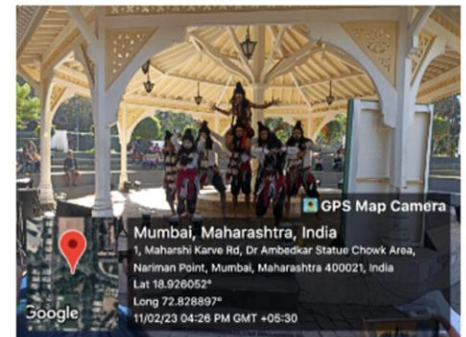 GPS Map Camera
Mumbai, Maharashtra, India
1, Maharshi Karve Rd, Dr Ambedkar Statue Chowk Area,
Nariman Point, Mumbai, Maharashtra 400021, India
Lat 18.926052°
Long 72.828897°
11/02/23 04:26 PM GMT +05:30
Google